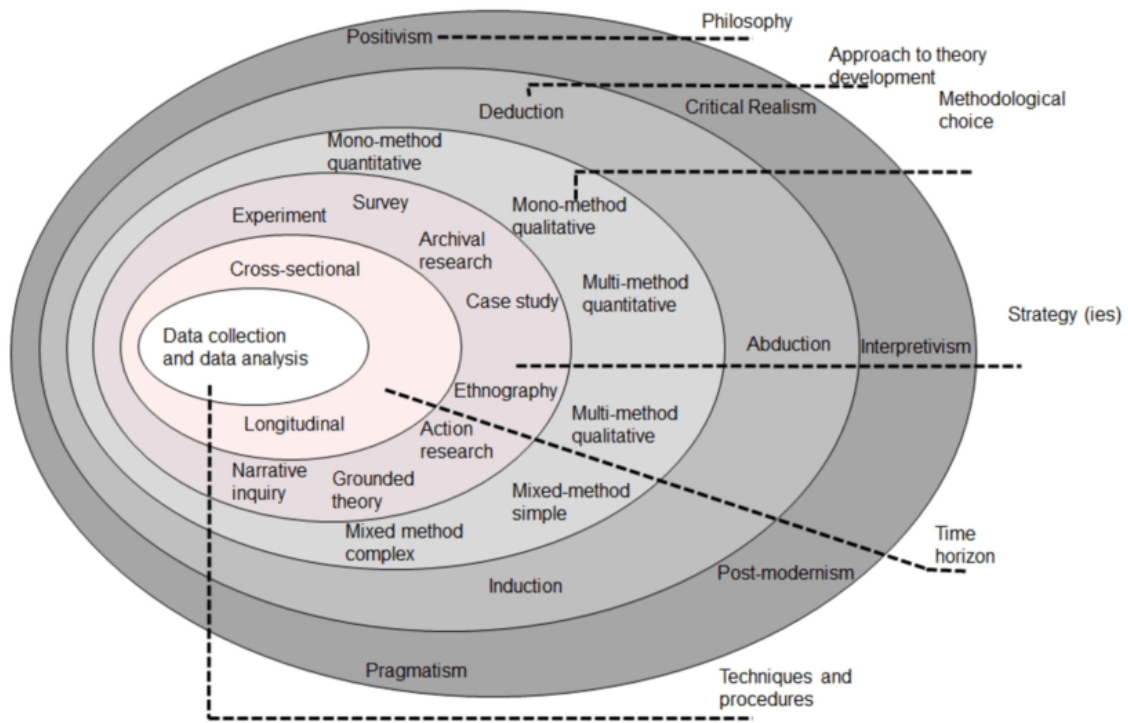 Philosophy
Positivism
Approach to theory
development
Critical Realism
Methodological
choice
Deduction
Mono-method
quantitative
Mono-method
qualitative
Survey
Experiment
Archival
research
Cross-sectional
Case study
Multi-method
quantitative
Strategy (ies)
Data collection
and data analysis
Abduction
Interpretivism
Ethnography
Longitudinal
Action
research
Multi-method
qualitative
Narrative
inquiry
Grounded
theory
Mixed-method
simple
Mixed method
complex
Time
horizon
Induction
Post-modernism
Pragmatism
Techniques and
procedures